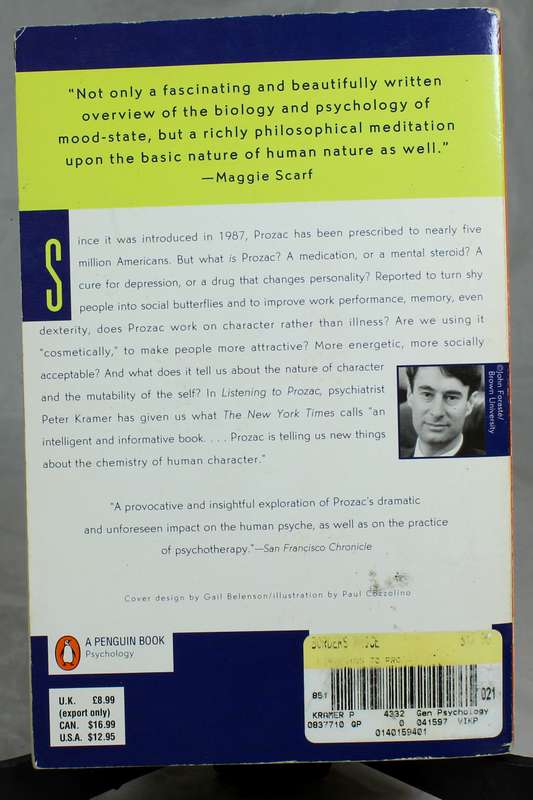 "Not only a fascinating and beautifully written
overview of the biology and psychology of
mood-state, but a richly philosophical meditation
upon the basic nature of human nature as well."
—Maggie Scarf
Since it was introduced in 1987, Prozac has been prescribed to nearly five
million Americans. But what is Prozac? A medication, or a mental steroid? A
cure for depression, or a drug that changes personality? Reported to turn shy
people into social butterflies and to improve work performance, memory, even
dexterity, does Prozac work on character rather than illness? Are we using it
"cosmetically," to make people more attractive? More energetic, more socially
acceptable? And what does it tell us about the nature of character
and the mutability of the self? In Listening to Prozac, psychiatrist
Peter Kramer has given us what The New York Times calls "an
intelligent and informative book. . . . Prozac is telling us new things
about the chemistry of human character."
©John Foraste/
Brown University
"A provocative and insightful exploration of Prozac's dramatic
and unforeseen impact on the human psyche, as well as on the practice
of psychotherapy."—San Francisco Chronicle
Cover design by Gail Belenson/illustration by Paul Cozzolino
A PENGUIN BOOK
Psychology
U.K. £8.99
(export only)
CAN. $16.99
U.S.A. $12.95
BORDERS
TO PRO
851
021
KRAMER P 4332 Gen Psychology
0837710 QP 0 041597 VIKP
0140159401